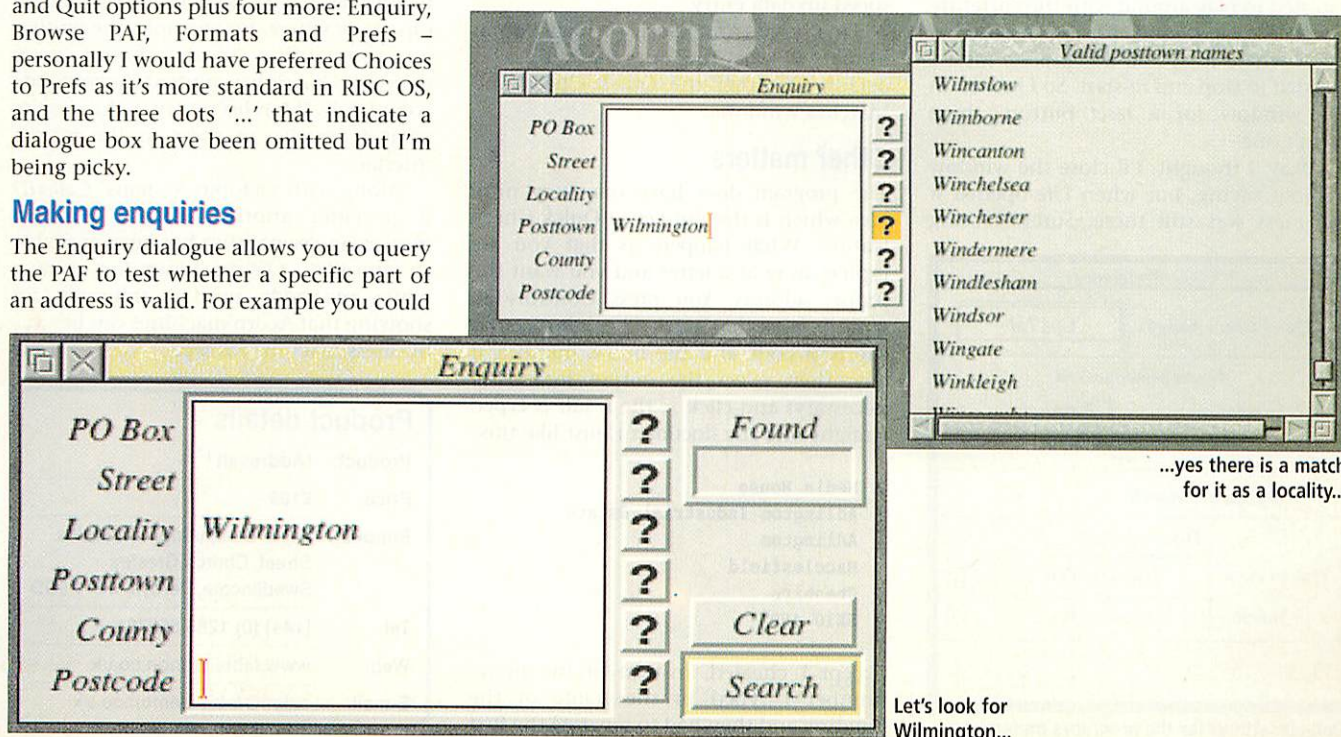 and Quit options plus four more: Enquiry,
Browse PAF, Formats and Prefs –
personally I would have preferred Choices
to Prefs as it's more standard in RISC OS,
and the three dots '...' that indicate a
dialogue box have been omitted but I'm
being picky.
Making enquiries
The Enquiry dialogue allows you to query
the PAF to test whether a specific part of
an address is valid. For example you could
Acorn
Enquiry
PO Box ?
Street ?
Locality ?
Posttown Wilmington ?
County ?
Postcode ?
Valid posttown names
Wilmslow
Wimborne
Wincanton
Winchelsea
Winchester
Windermere
Windlesham
Windsor
Wingate
Winkleigh
...yes there is a match
for it as a locality...
Enquiry
PO Box ? Found
Street ?
Locality Wilmington ?
Posttown ?
County ? Clear
Postcode ? Search
Let's look for
Wilmington...